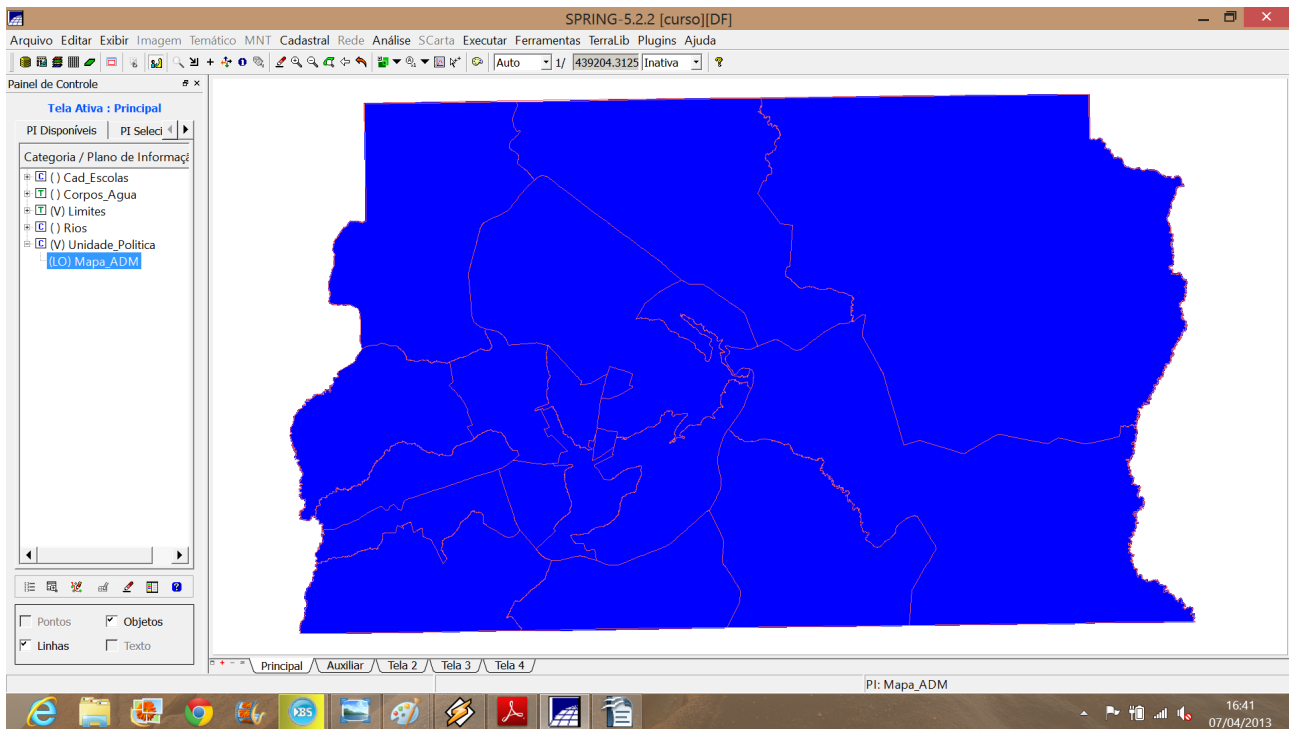 SPRING-5.2.2 [curso][DF]
Arquivo Editar Exibir Imagem Temático MNT Cadastral Rede Análise SCarta Executar Ferramentas TerraLib Plugins Ajuda
Auto 1/ 439204.3125 Inativa
Painel de Controle
Tela Ativa : Principal
PI Disponíveis PI Seleci
Categoria / Plano de Informaçã
C ( ) Cad_Escolas
T ( ) Corpos_Agua
T (V) Limites
C ( ) Rios
C (V) Unidade_Politica
(LO) Mapa_ADM
Pontos Objetos
Linhas Texto
Principal Auxiliar Tela 2 Tela 3 Tela 4
PI: Mapa_ADM
BS
16:41
07/04/2013